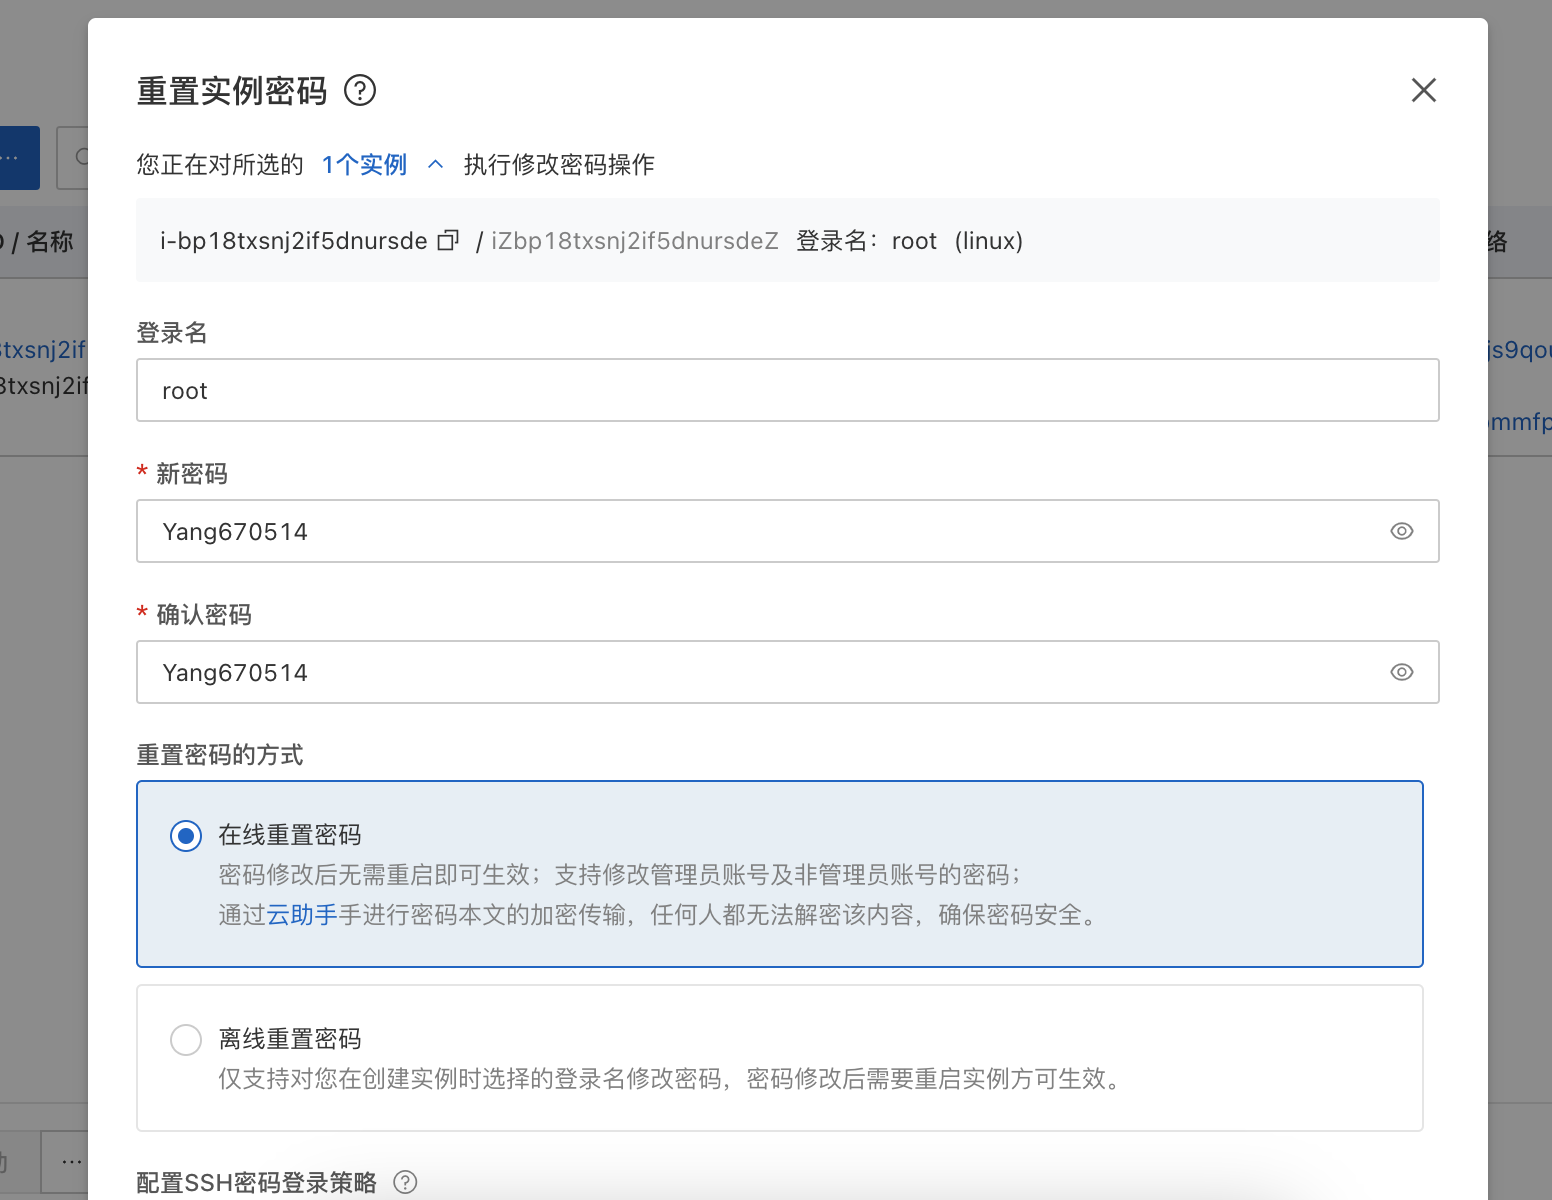 重置实例密码
您正在对所选的 1个实例 执行修改密码操作
/ 名称
络
i-bp18txsnj2if5dnursde / iZbp18txsnj2if5dnursdeZ 登录名：root (linux)
登录名
txsnj2if
js9qou
root
txsnj2if
mmfp
* 新密码
Yang670514
* 确认密码
Yang670514
重置密码的方式
在线重置密码
密码修改后无需重启即可生效；支持修改管理员账号及非管理员账号的密码；
通过云助手手进行密码本文的加密传输，任何人都无法解密该内容，确保密码安全。
离线重置密码
仅支持对您在创建实例时选择的登录名修改密码，密码修改后需要重启实例方可生效。
配置SSH密码登录策略